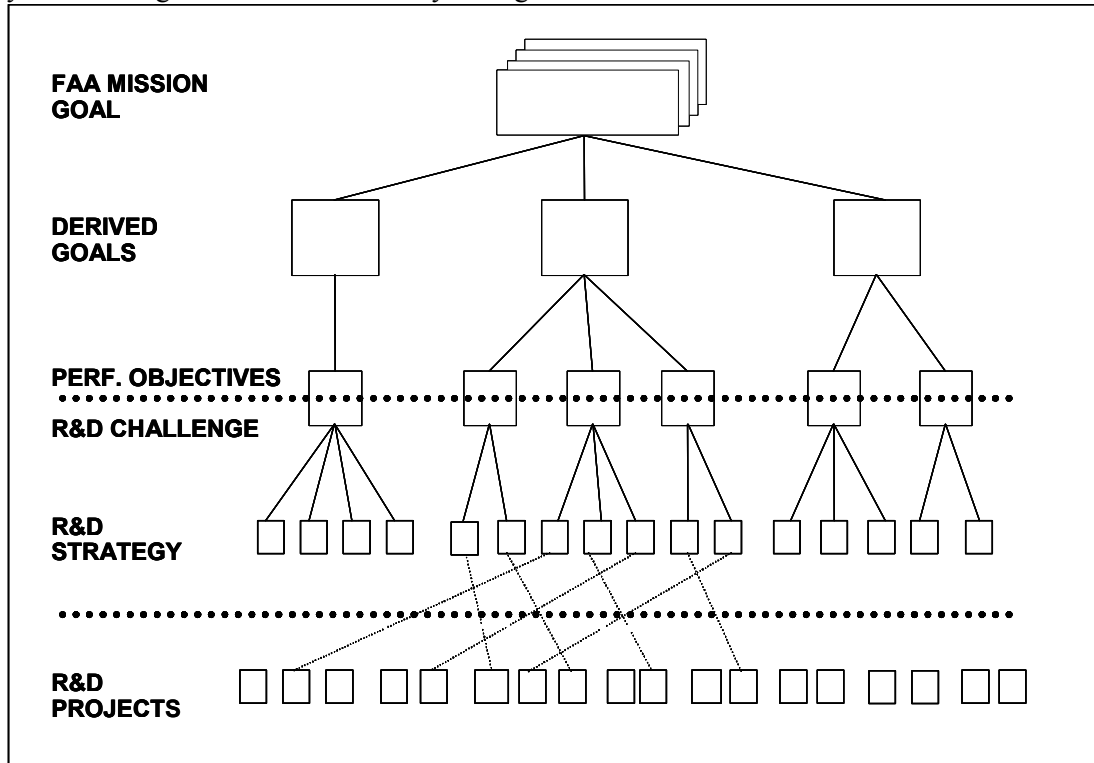 FAA MISSION
GOAL
DERIVED
GOALS
PERF. OBJECTIVES
R&D CHALLENGE
R&D
STRATEGY
R&D
PROJECTS